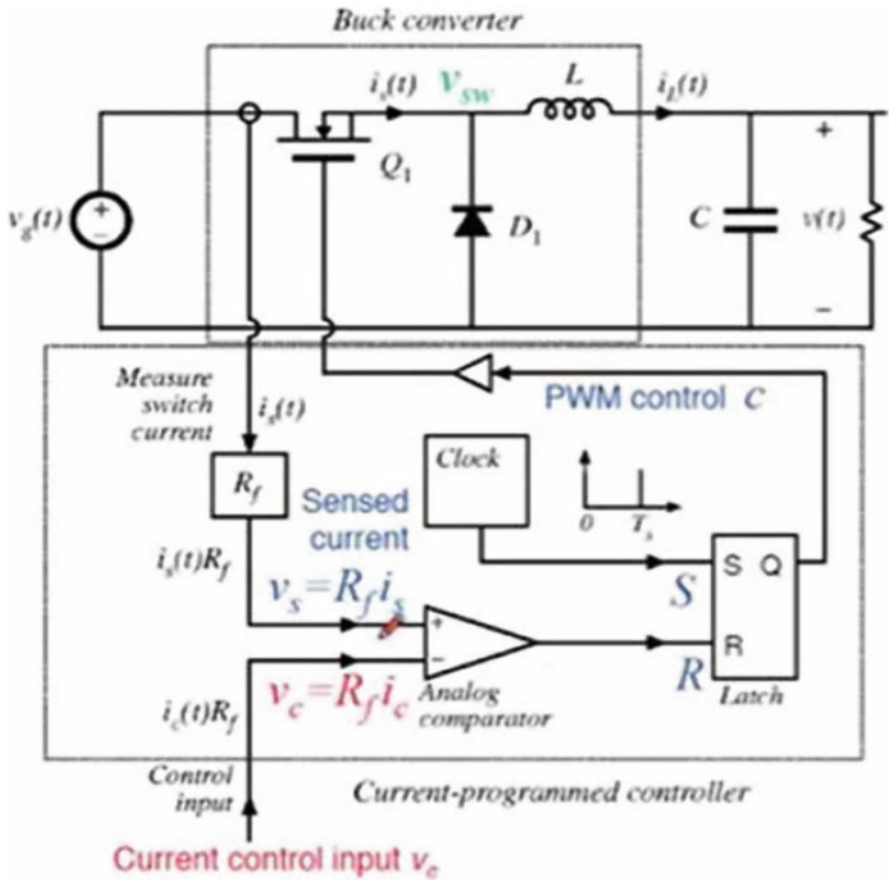 Buck converter
i_s(t)
v_sw
L
i_L(t)
Q_1
+
v_g(t)
+
−
D_1
C
v(t)
−
Measure
switch
current
i_s(t)
PWM control c
R_f
Clock
Sensed
current
0
T_s
i_s(t)R_f
v_s=R_f i_s
+
S
S Q
−
R
v_c=R_f i_c
Analog
comparator
R
Latch
i_c(t)R_f
Control
input
Current-programmed controller
Current control input v_c